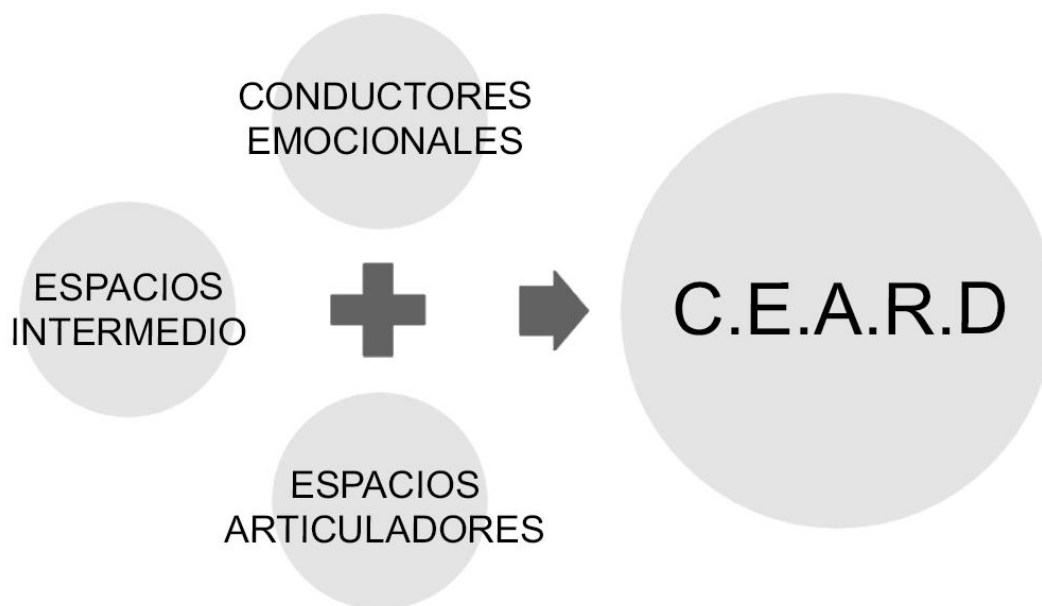 CONDUCTORES
EMOCIONALES
ESPACIOS
INTERMEDIO
ESPACIOS
ARTICULADORES
C.E.A.R.D